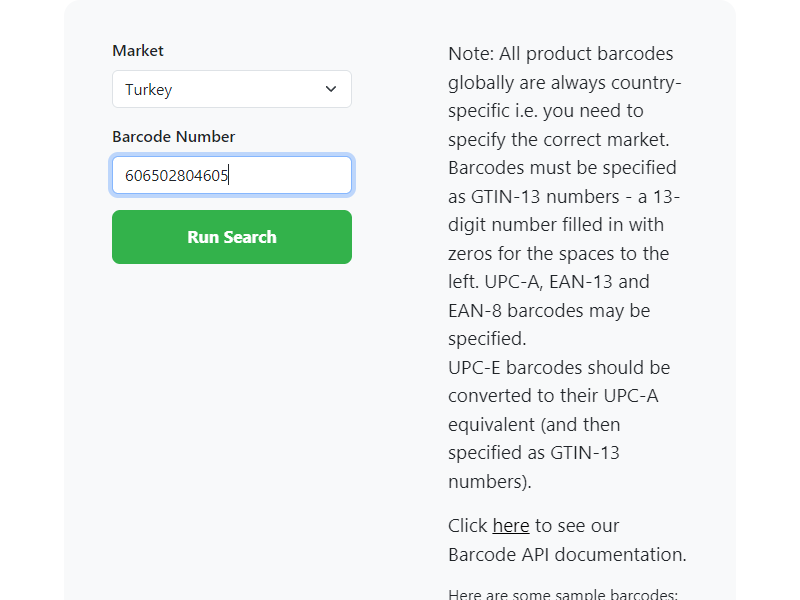 Market
Turkey
Barcode Number
606502804605
Run Search
Note: All product barcodes
globally are always country-
specific i.e. you need to
specify the correct market.
Barcodes must be specified
as GTIN-13 numbers - a 13-
digit number filled in with
zeros for the spaces to the
left. UPC-A, EAN-13 and
EAN-8 barcodes may be
specified.
UPC-E barcodes should be
converted to their UPC-A
equivalent (and then
specified as GTIN-13
numbers).
Click here to see our
Barcode API documentation.
Here are some sample barcodes: